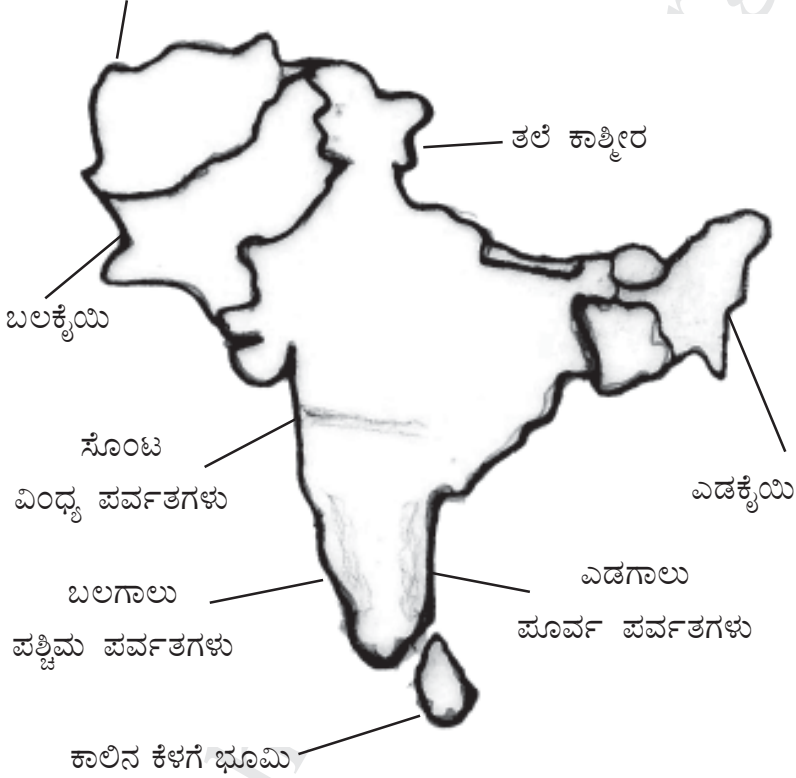 ತಲೆ ಕಾಶ್ಮೀರ
ಬಲಕೈಯಿ
ಸೊಂಟ
ವಿಂಧ್ಯ ಪರ್ವತಗಳು
ಎಡಕೈಯಿ
ಬಲಗಾಲು
ಪಶ್ಚಿಮ ಪರ್ವತಗಳು
ಎಡಗಾಲು
ಪೂರ್ವ ಪರ್ವತಗಳು
ಕಾಲಿನ ಕೆಳಗೆ ಭೂಮಿ